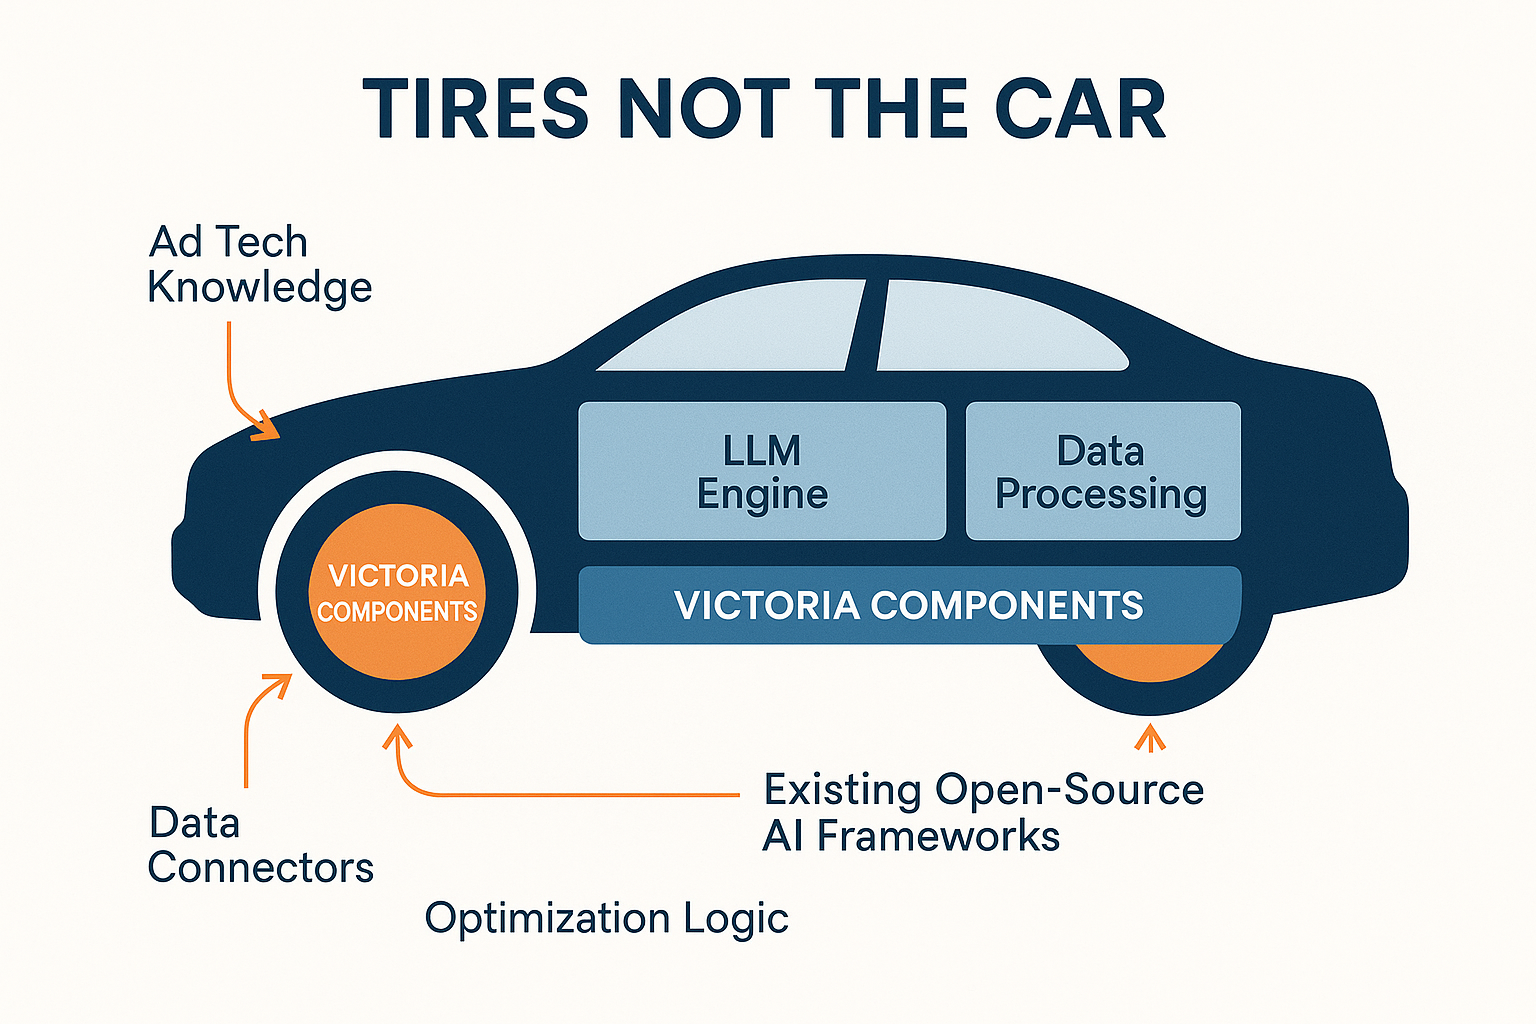 TIRES NOT THE CAR
Ad Tech
Knowledge
LLM
Engine
Data
Processing
VICTORIA
COMPONENTS
VICTORIA COMPONENTS
Existing Open-Source
AI Frameworks
Data
Connectors
Optimization Logic